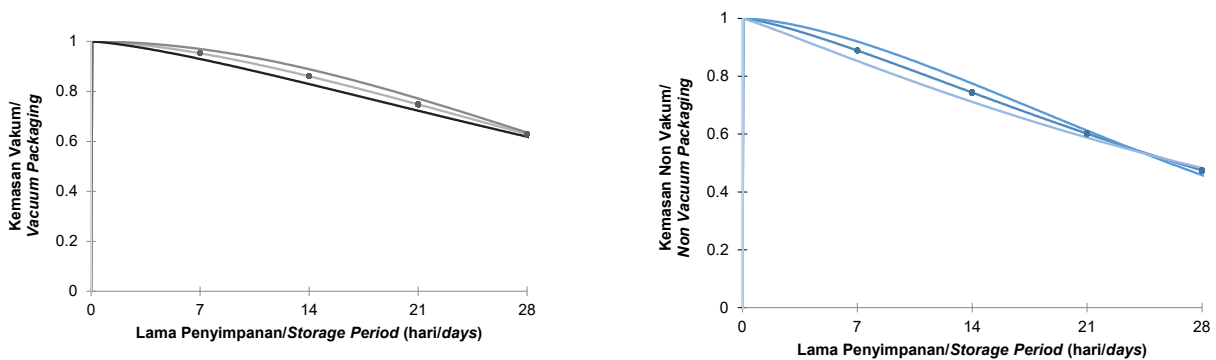 Kemasan Vakum/
Vacuum Packaging
1
0.8
0.6
0.4
0.2
0
0 7 14 21 28
Lama Penyimpanan/Storage Period (hari/days)
Kemasan Non Vakum/
Non Vacuum Packaging
1
0.8
0.6
0.4
0.2
0
0 7 14 21 28
Lama Penyimpanan/Storage Period (hari/days)